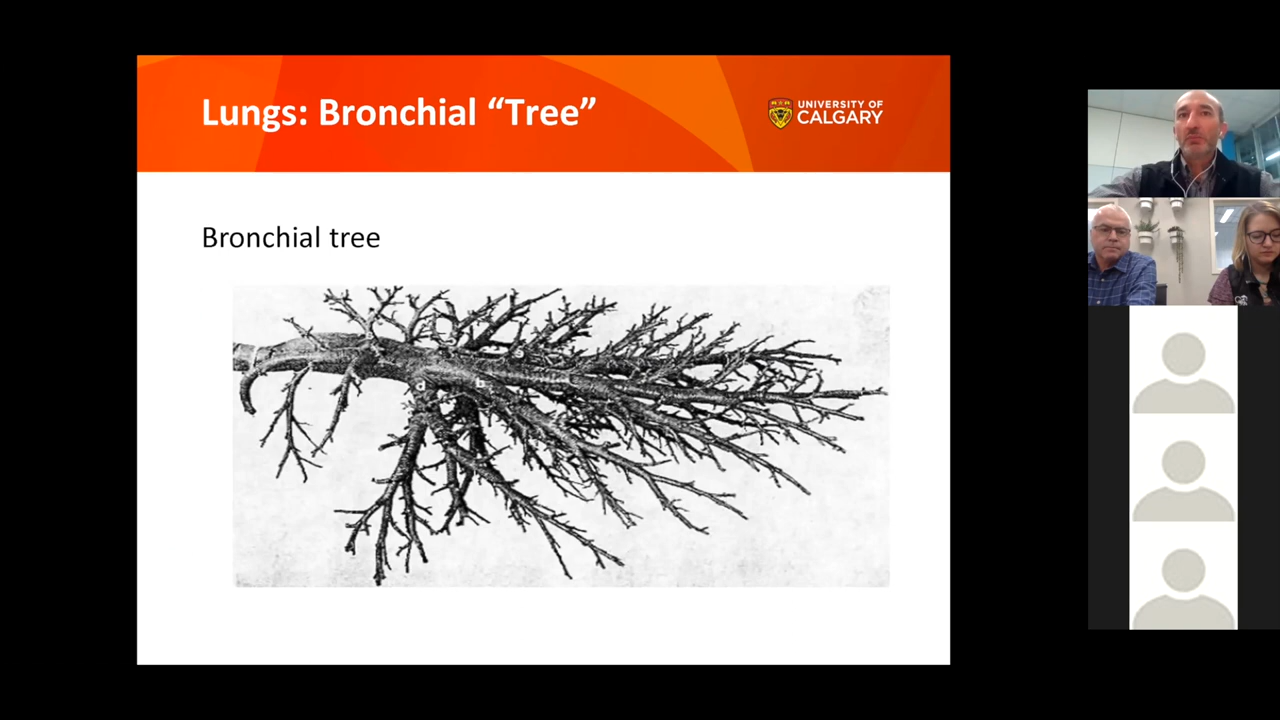 Lungs: Bronchial “Tree”
UNIVERSITY OF
CALGARY
Bronchial tree
d
b